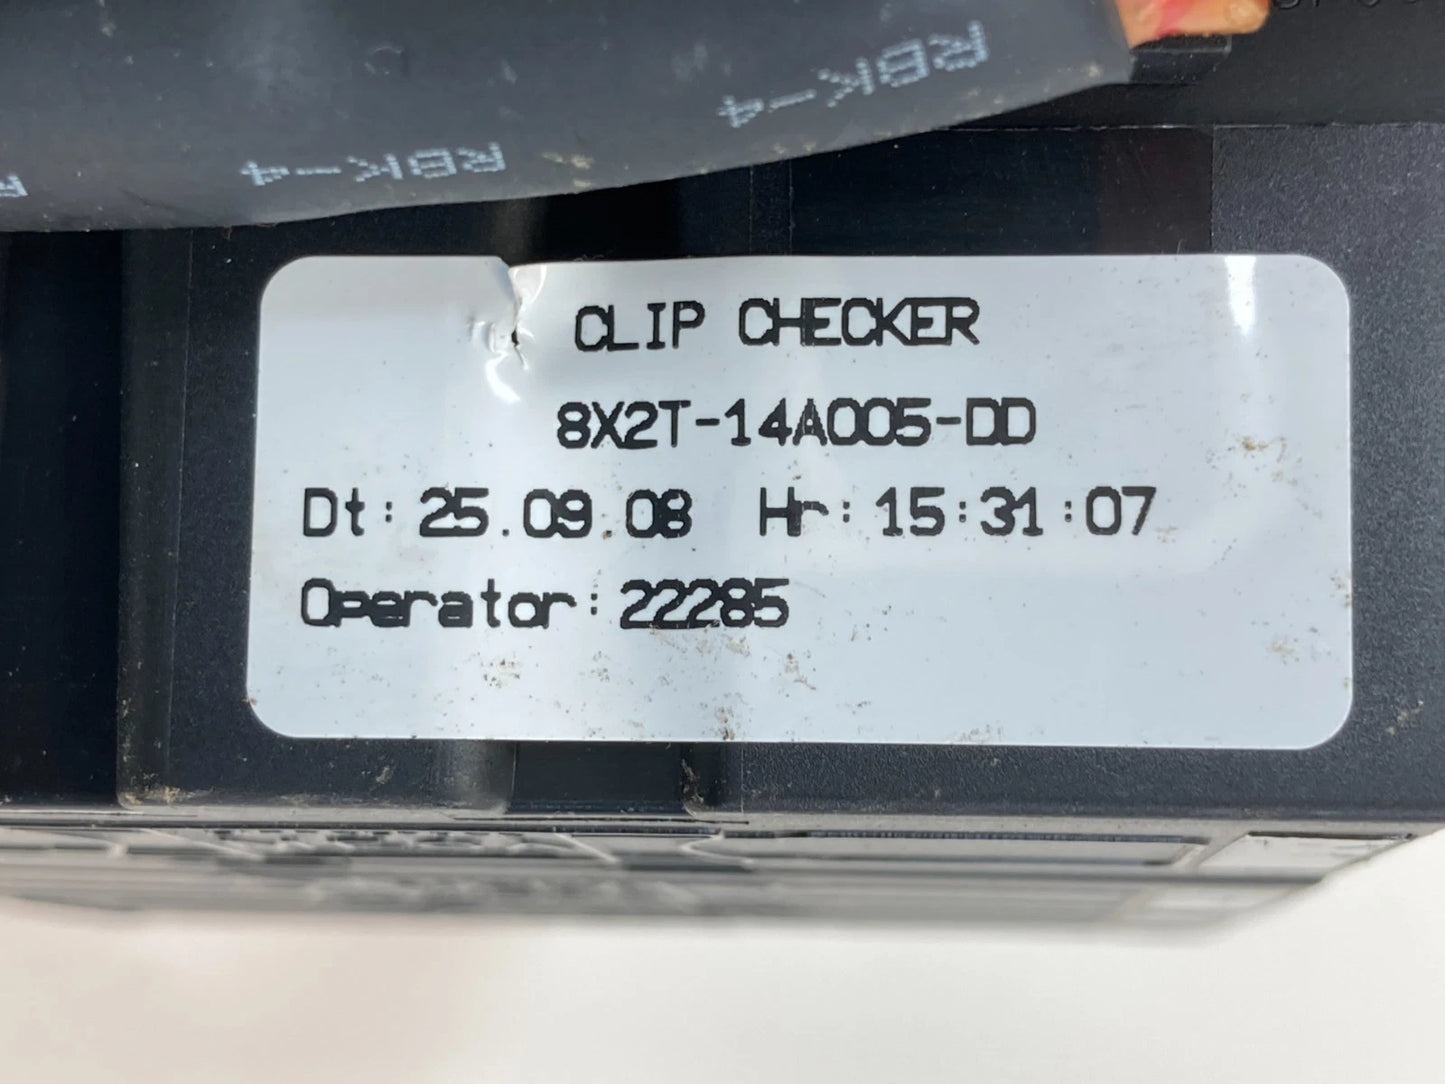 RBK-4
RBK-4
CLIP CHECKER
8X2T-14A005-DD
Dt: 25.09.08 Hr: 15:31:07
Operator: 22285